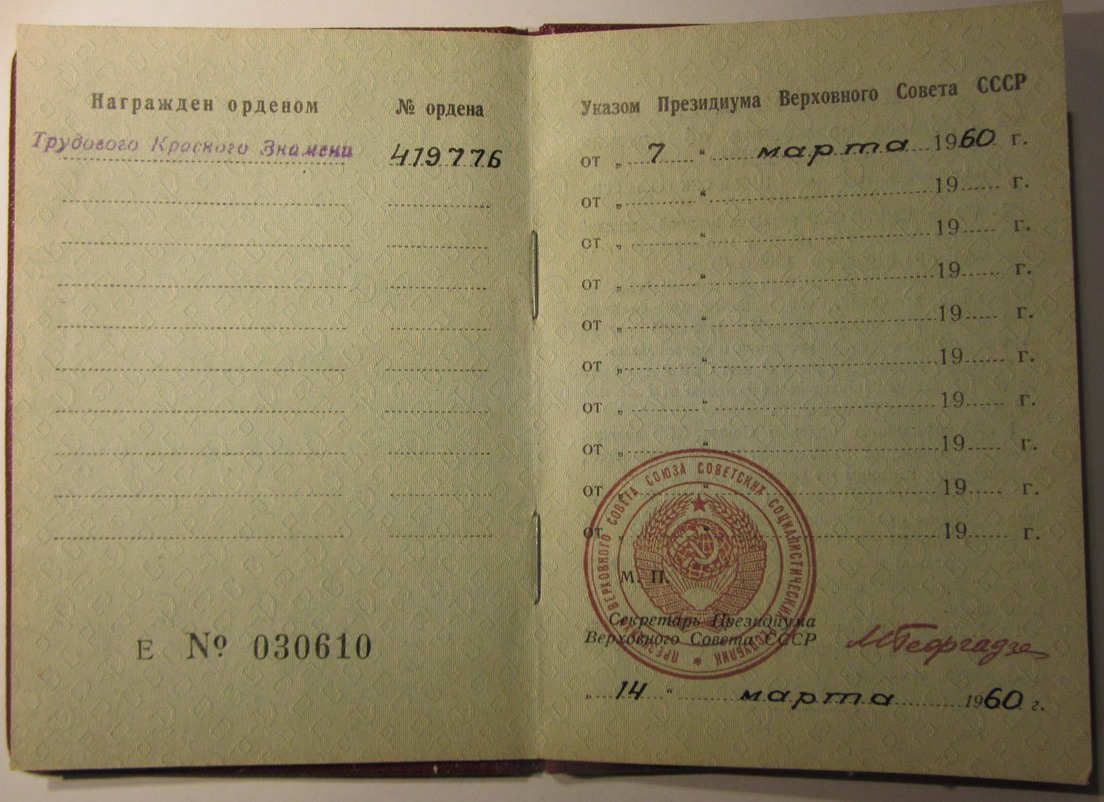 Награжден орденом
№ ордена
Трудового Красного Знамени
419776
Е № 030610
Указом Президиума Верховного Совета СССР
от „ 7 “ марта 1960 г.
от „ “ 19 г.
от „ “ 19 г.
от „ “ 19 г.
от „ “ 19 г.
от „ “ 19 г.
от „ “ 19 г.
от „ “ 19 г.
от „ “ 19 г.
от „ “ 19 г.
ПРЕЗИДИУМ ВЕРХОВНОГО СОВЕТА СОЮЗА СОВЕТСКИХ СОЦИАЛИСТИЧЕСКИХ РЕСПУБЛИК
М. П.
Секретарь Президиума
Верховного Совета СССР
М Георгадзе
„ 14 “ марта 1960 г.